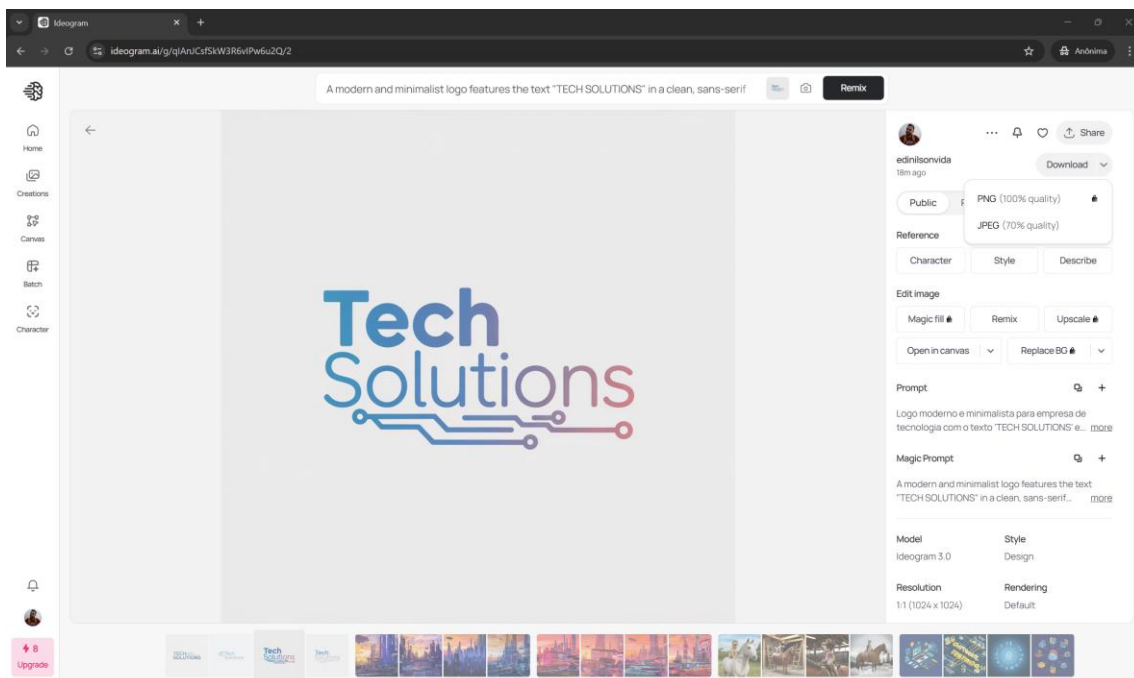 Ideogram
ideogram.ai/g/qIAnJCsfSkW3R6vIPw6u2Q/2
Anônima
A modern and minimalist logo features the text "TECH SOLUTIONS" in a clean, sans-serif
Remix
Home
Creations
Canvas
Batch
Character
8
Upgrade
Tech
Solutions
Share
edinilsonvida
18m ago
Download
PNG (100% quality)
JPEG (70% quality)
Public
Reference
Character Style Describe
Edit image
Magic fill Remix Upscale
Open in canvas Replace BG
Prompt
Logo moderno e minimalista para empresa de
tecnologia com o texto 'TECH SOLUTIONS' e... more
Magic Prompt
A modern and minimalist logo features the text
"TECH SOLUTIONS" in a clean, sans-serif... more
Model Style
Ideogram 3.0 Design
Resolution Rendering
1:1 (1024 x 1024) Default
Tech
Solutions